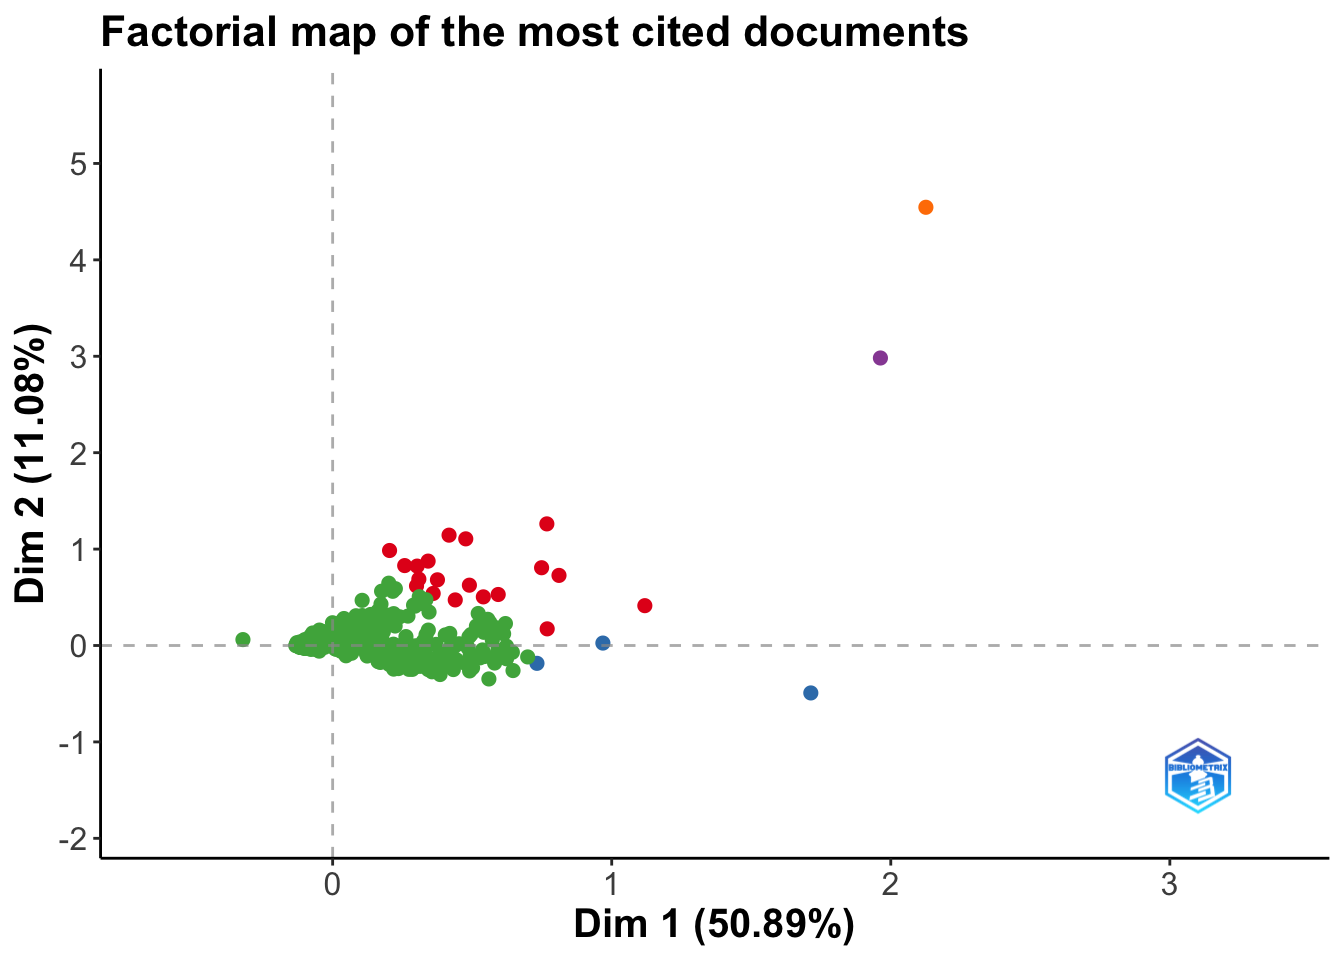 Factorial map of the most cited documents
Dim 2 (11.08%)
5
4
3
2
1
0
-1
-2
BIBLIOMETRIX
0 1 2 3
Dim 1 (50.89%)